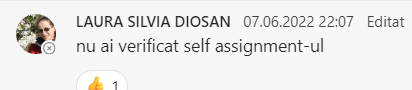 LAURA SILVIA DIOSAN 07.06.2022 22:07 Editat
nu ai verificat self assignment-ul
👍 1